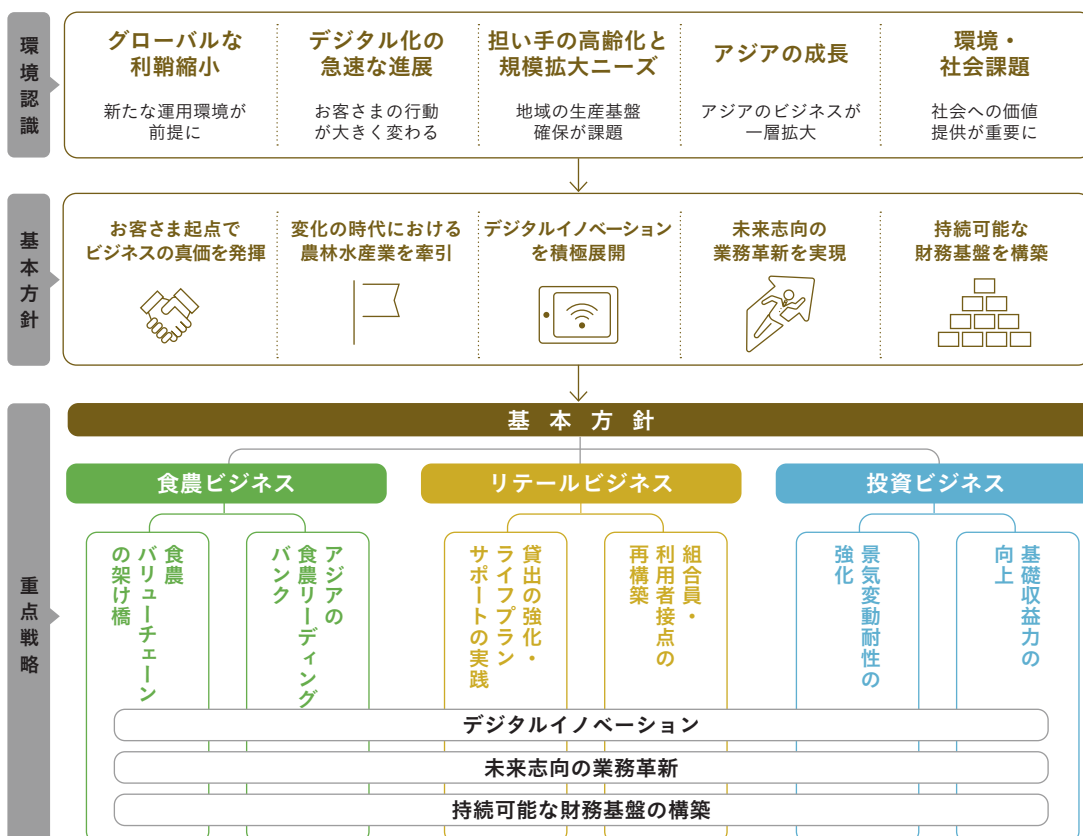 環境認識
グローバルな
利鞘縮小
新たな運用環境が
前提に
デジタル化の
急速な進展
お客さまの行動
が大きく変わる
担い手の高齢化と
規模拡大ニーズ
地域の生産基盤
確保が課題
アジアの成長
アジアのビジネスが
一層拡大
環境・
社会課題
社会への価値
提供が重要に
基本方針
お客さま起点で
ビジネスの真価を発揮
変化の時代における
農林水産業を牽引
デジタルイノベーション
を積極展開
未来志向の
業務革新を実現
持続可能な
財務基盤を構築
重点戦略
基本方針
食農ビジネス
食農
バリューチェーン
の架け橋
アジアの
食農リーディング
バンク
リテールビジネス
貸出の強化・
ライフプラン
サポートの実践
組合員・
利用者接点の
再構築
投資ビジネス
景気変動耐性の
強化
基礎収益力の
向上
デジタルイノベーション
未来志向の業務革新
持続可能な財務基盤の構築